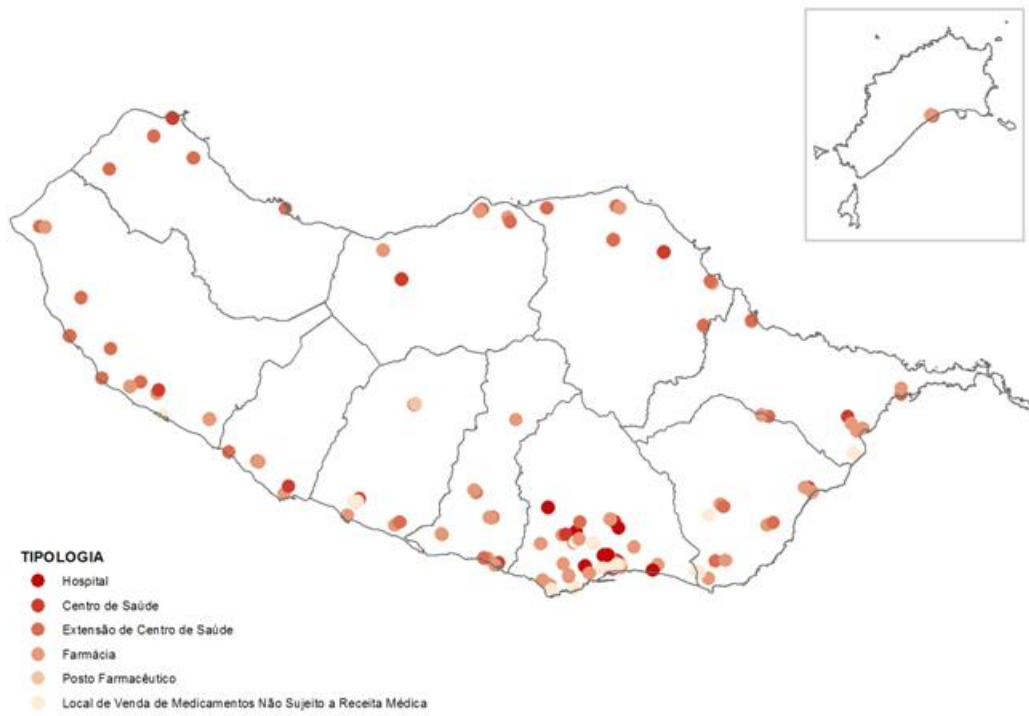 TIPOLOGIA
Hospital
Centro de Saúde
Extensão de Centro de Saúde
Farmácia
Posto Farmacêutico
Local de Venda de Medicamentos Não Sujeito a Receita Médica